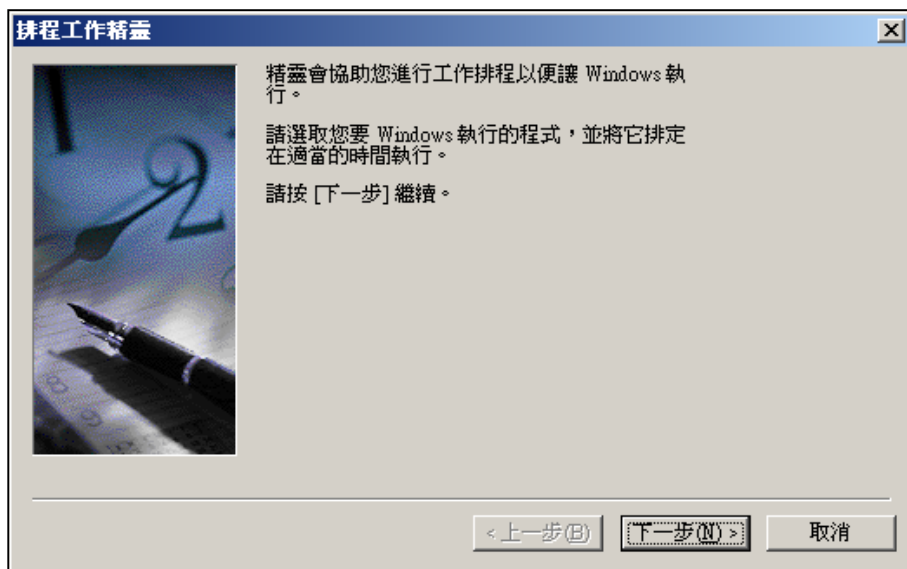 排程工作精靈
精靈會協助您進行工作排程以便讓 Windows 執
行。
請選取您要 Windows 執行的程式，並將它排定
在適當的時間執行。
請按 [下一步] 繼續。
2
< 上一步(B)
下一步(N) >
取消